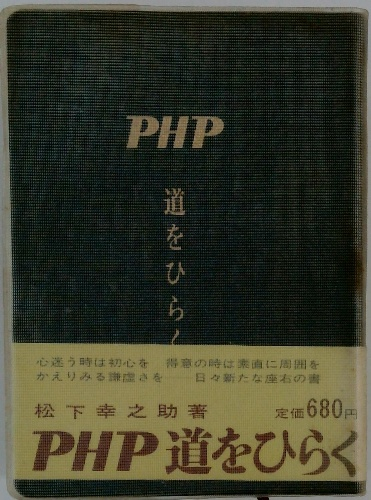 PHP
道をひらく
心迷う時は初心を　得意の時は素直に周囲を
かえりみる謙虚さを――日々新たな座右の書
松下幸之助著　定価680円
PHP 道をひらく